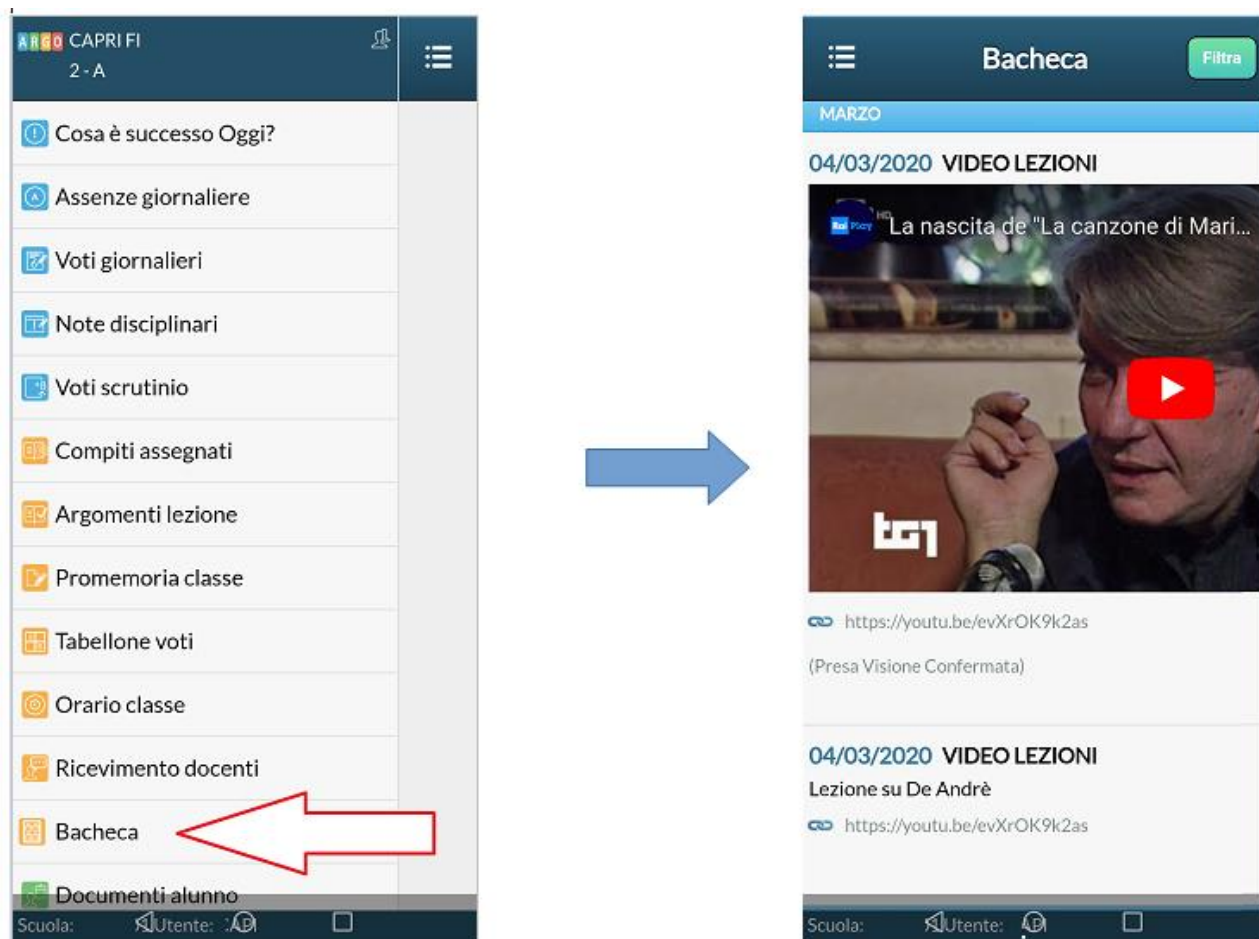 ARGO CAPRI FI
2 - A
Cosa è successo Oggi?
Assenze giornaliere
Voti giornalieri
Note disciplinari
Voti scrutinio
Compiti assegnati
Argomenti lezione
Promemoria classe
Tabellone voti
Orario classe
Ricevimento docenti
Bacheca
Documenti alunno
Scuola: Utente:
Bacheca Filtra
MARZO
04/03/2020 VIDEO LEZIONI
Rai Play HD La nascita de "La canzone di Mari...
tg1
https://youtu.be/evXrOK9k2as
(Presa Visione Confermata)
04/03/2020 VIDEO LEZIONI
Lezione su De Andrè
https://youtu.be/evXrOK9k2as
Scuola: Utente: